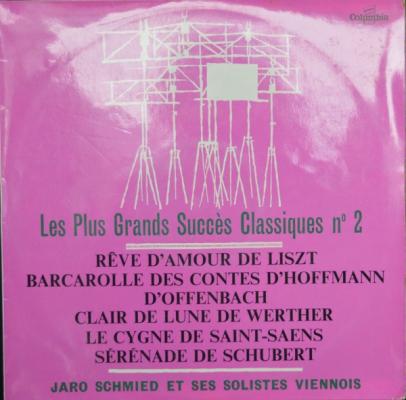 Columbia
Les Plus Grands Succès Classiques nº 2
RÊVE D'AMOUR DE LISZT
BARCAROLLE DES CONTES D'HOFFMANN
D'OFFENBACH
CLAIR DE LUNE DE WERTHER
LE CYGNE DE SAINT-SAENS
SÉRÉNADE DE SCHUBERT
JARO SCHMIED ET SES SOLISTES VIENNOIS